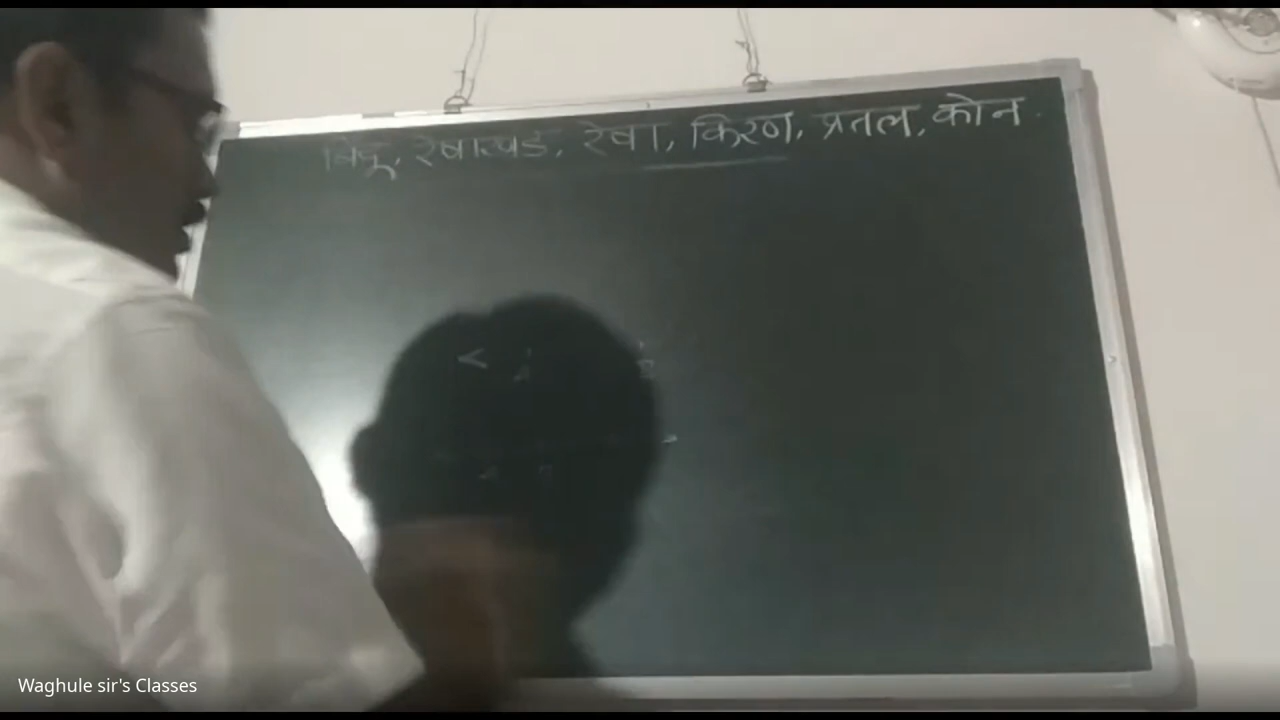 बिंदू, रेषाखंड, रेषा, किरण, प्रतल, कोन.
Waghule sir's Classes